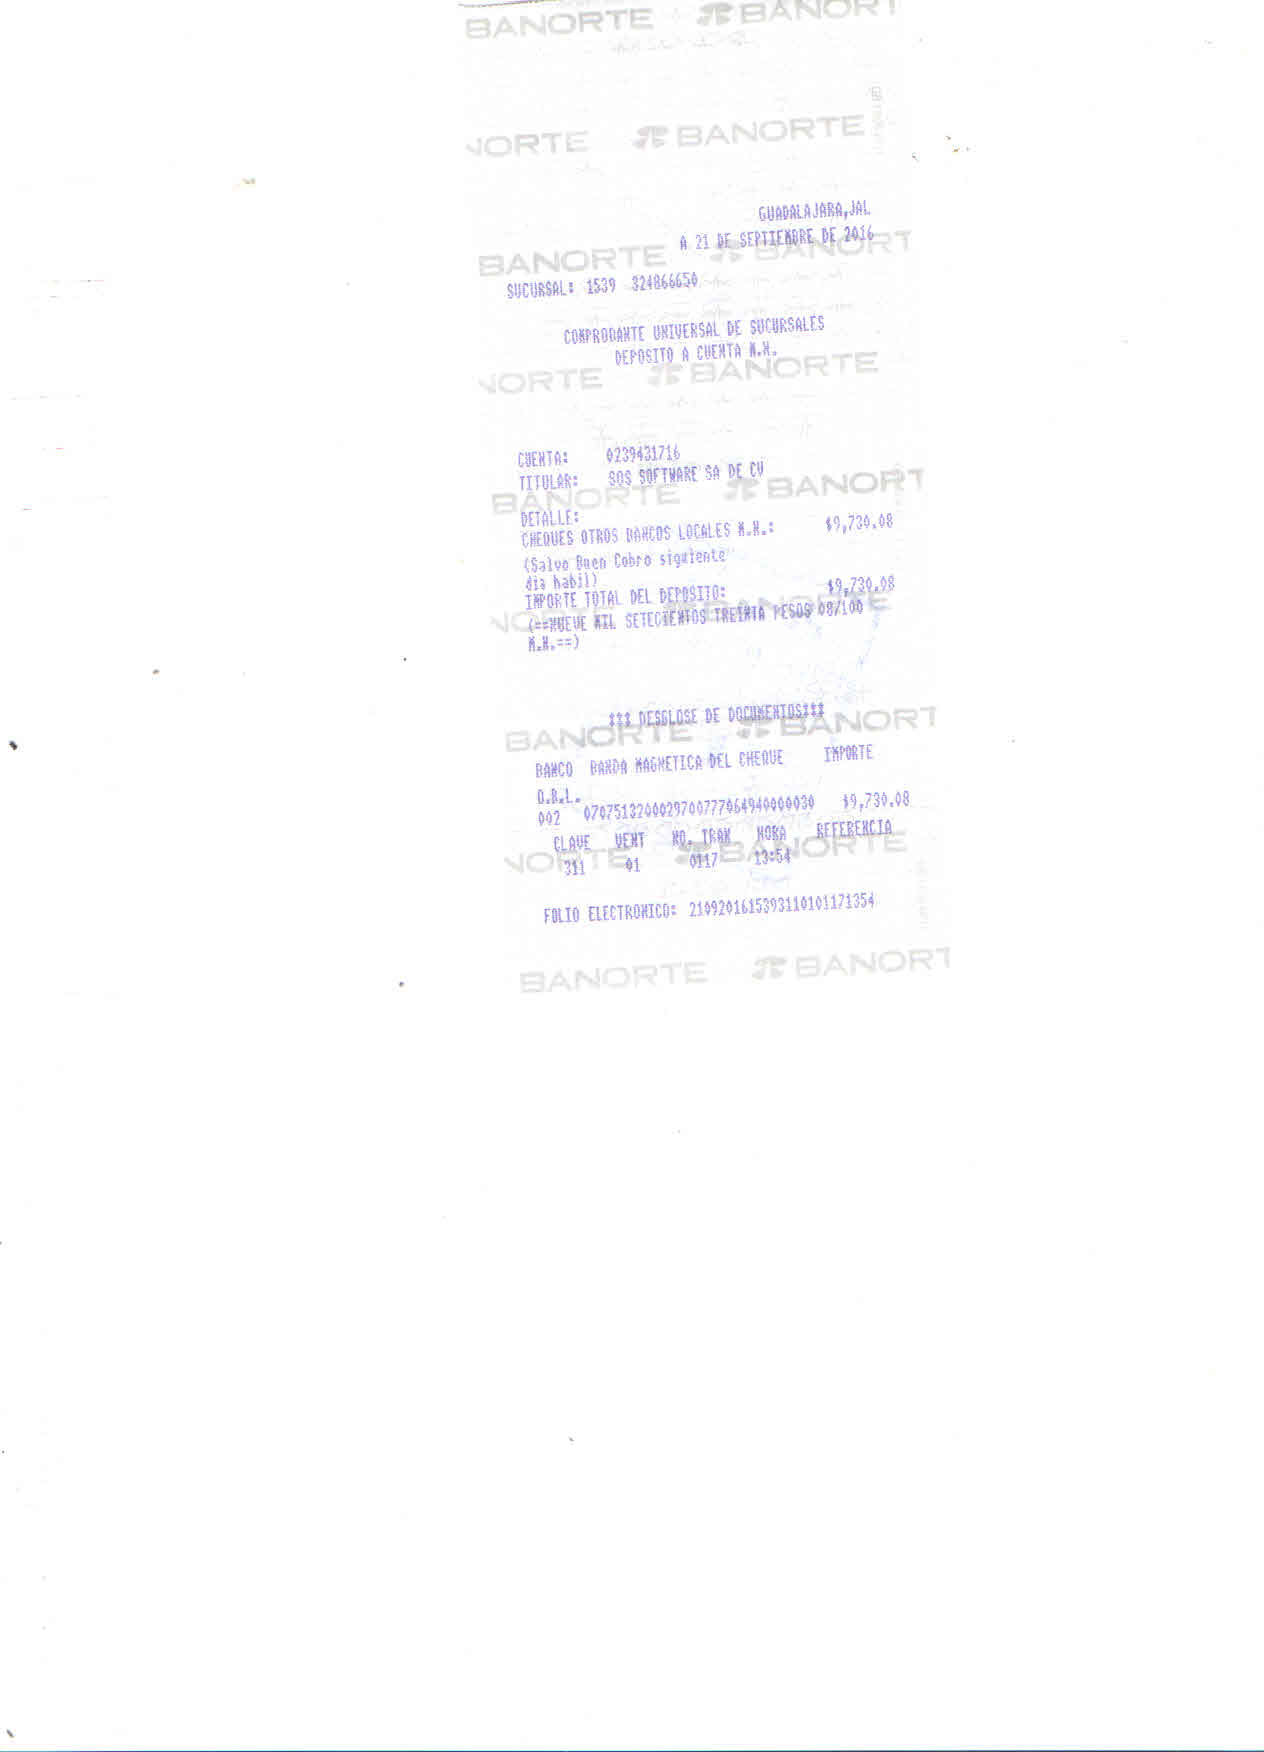 BANORTE BANORT
NORTE BANORTE
GUADALAJARA,JAL
A 21 DE SEPTIEMBRE DE 2016
BANORTE BANORT
SUCURSAL: 1539 324866650
COMPROBANTE UNIVERSAL DE SUCURSALES
DEPOSITO A CUENTA M.N.
NORTE BANORTE
CUENTA: 0239431716
TITULAR: SOS SOFTWARE SA DE CV
BANORTE BANORT
DETALLE:
CHEQUES OTROS BANCOS LOCALES M.N.: $9,730.08
(Salvo Buen Cobro siguiente
dia habil)
IMPORTE TOTAL DEL DEPOSITO: $9,730.08
NORTE BANORTE
(==NUEVE MIL SETECIENTOS TREINTA PESOS 08/100
M.N.==)
*** DESGLOSE DE DOCUMENTOS***
BANORTE BANORT
BANCO BANDA MAGNETICA DEL CHEQUE IMPORTE
O.B.L.
002 $9,730.08
CLAVE VENT NO. TRAN HORA REFERENCIA
NORTE BANORTE
311 01 0117 13:54
FOLIO ELECTRONICO: 2109201615393110101171354
BANORTE BANORT